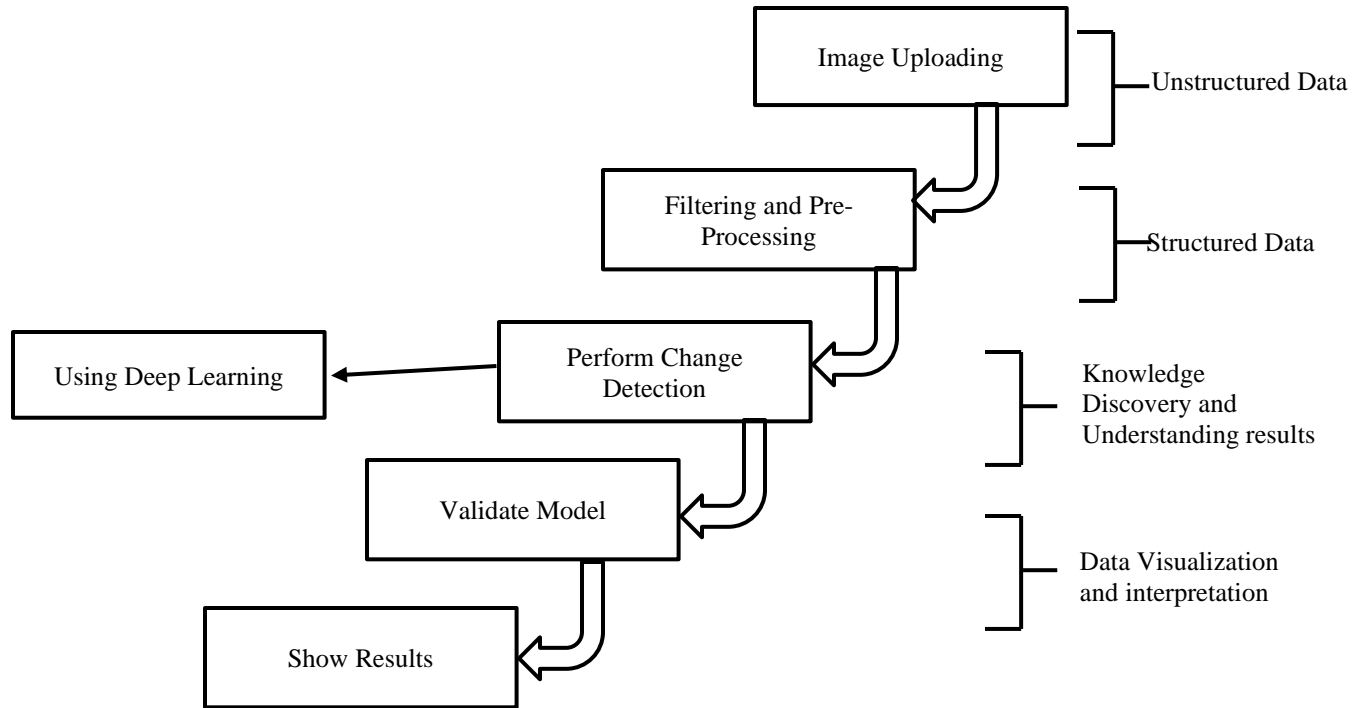 Image Uploading
Unstructured Data
Filtering and Pre-
Processing
Structured Data
Using Deep Learning
Perform Change
Detection
Knowledge
Discovery and
Understanding results
Validate Model
Data Visualization
and interpretation
Show Results